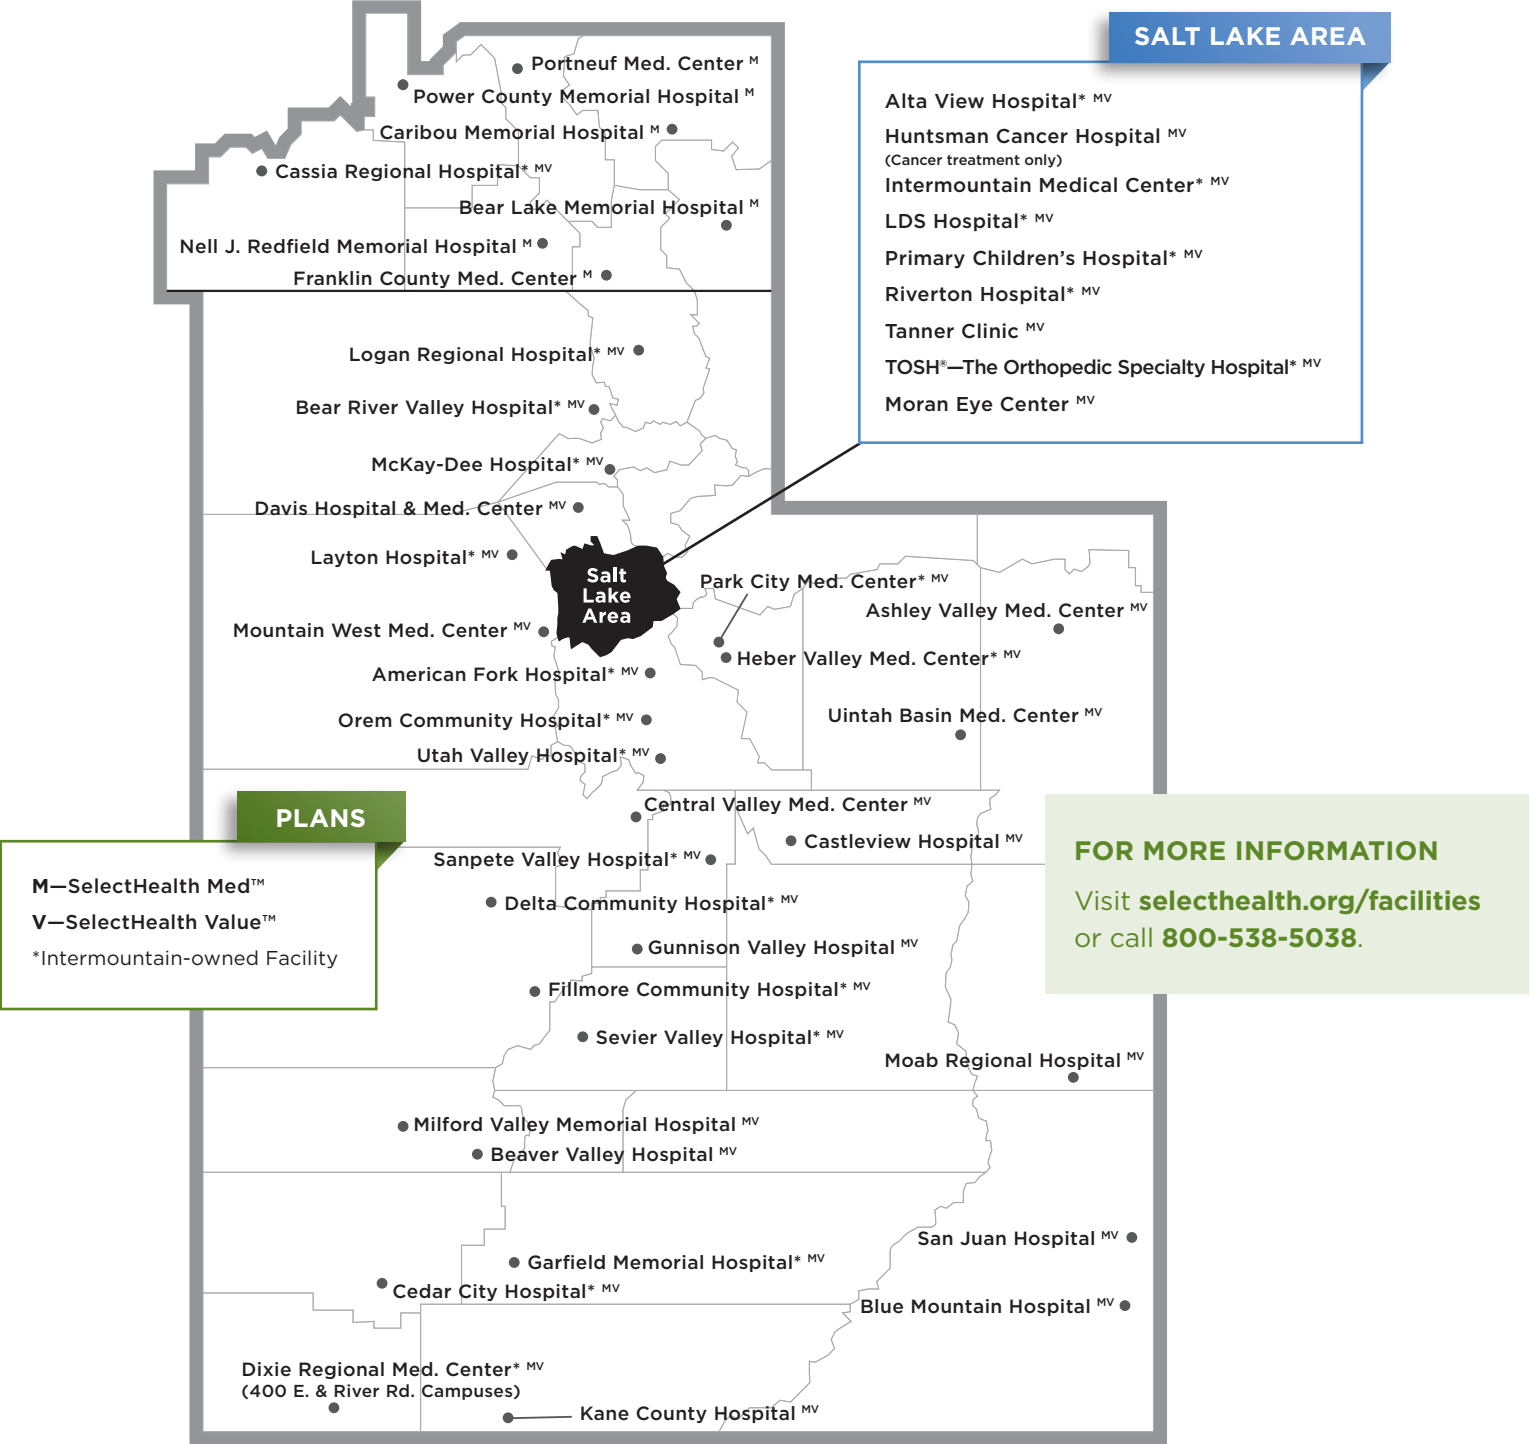 SALT LAKE AREA
Alta View Hospital* MV
Huntsman Cancer Hospital MV
(Cancer treatment only)
Intermountain Medical Center* MV
LDS Hospital* MV
Primary Children’s Hospital* MV
Riverton Hospital* MV
Tanner Clinic MV
TOSH®—The Orthopedic Specialty Hospital* MV
Moran Eye Center MV
Portneuf Med. Center M
Power County Memorial Hospital M
Caribou Memorial Hospital M
Cassia Regional Hospital* MV
Bear Lake Memorial Hospital M
Nell J. Redfield Memorial Hospital M
Franklin County Med. Center M
Logan Regional Hospital* MV
Bear River Valley Hospital* MV
McKay-Dee Hospital* MV
Davis Hospital & Med. Center MV
Layton Hospital* MV
Salt
Lake
Area
Park City Med. Center* MV
Ashley Valley Med. Center MV
Mountain West Med. Center MV
Heber Valley Med. Center* MV
American Fork Hospital* MV
Orem Community Hospital* MV
Uintah Basin Med. Center MV
Utah Valley Hospital* MV
Central Valley Med. Center MV
Castleview Hospital MV
Sanpete Valley Hospital* MV
Delta Community Hospital* MV
Gunnison Valley Hospital MV
Fillmore Community Hospital* MV
Sevier Valley Hospital* MV
Moab Regional Hospital MV
Milford Valley Memorial Hospital MV
Beaver Valley Hospital MV
San Juan Hospital MV
Garfield Memorial Hospital* MV
Cedar City Hospital* MV
Blue Mountain Hospital MV
Dixie Regional Med. Center* MV
(400 E. & River Rd. Campuses)
Kane County Hospital MV
PLANS
M—SelectHealth Med™
V—SelectHealth Value™
*Intermountain-owned Facility
FOR MORE INFORMATION
Visit selecthealth.org/facilities
or call 800-538-5038.